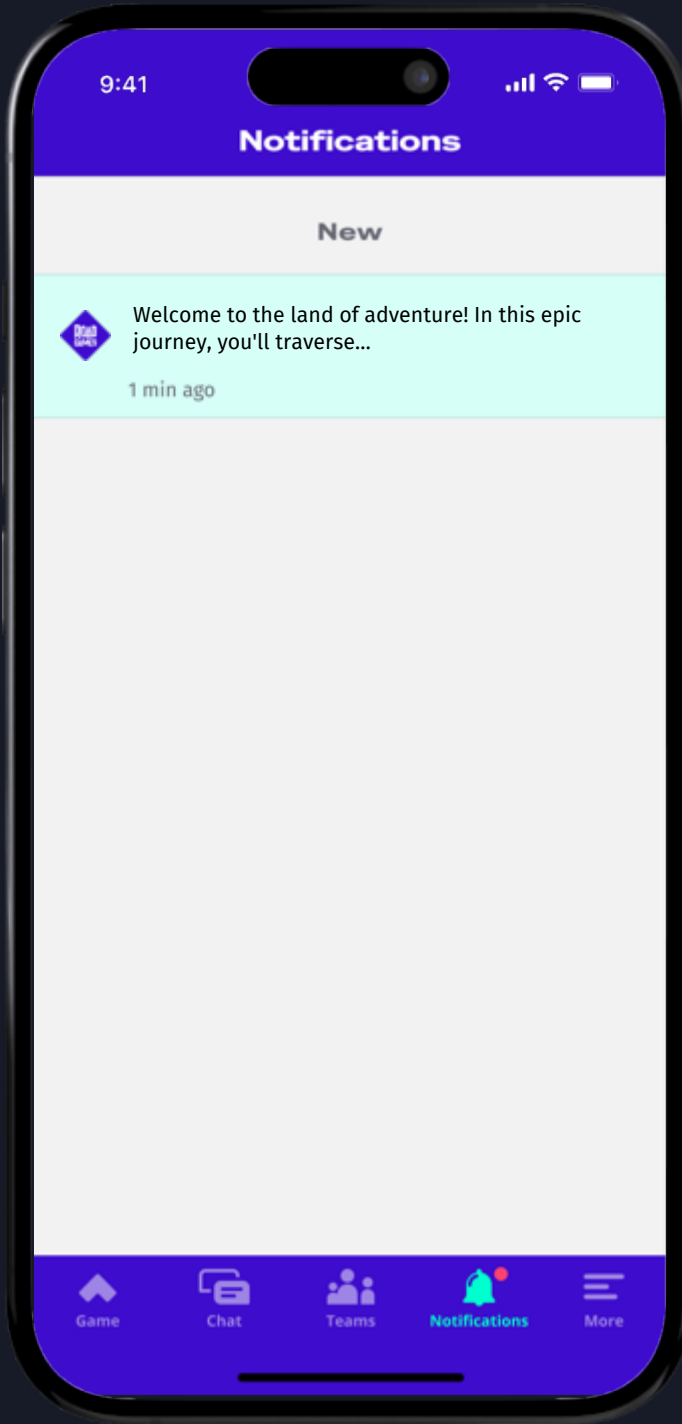 9:41
Notifications
New
Welcome to the land of adventure! In this epic
journey, you'll traverse...
1 min ago
Game
Chat
Teams
Notifications
More